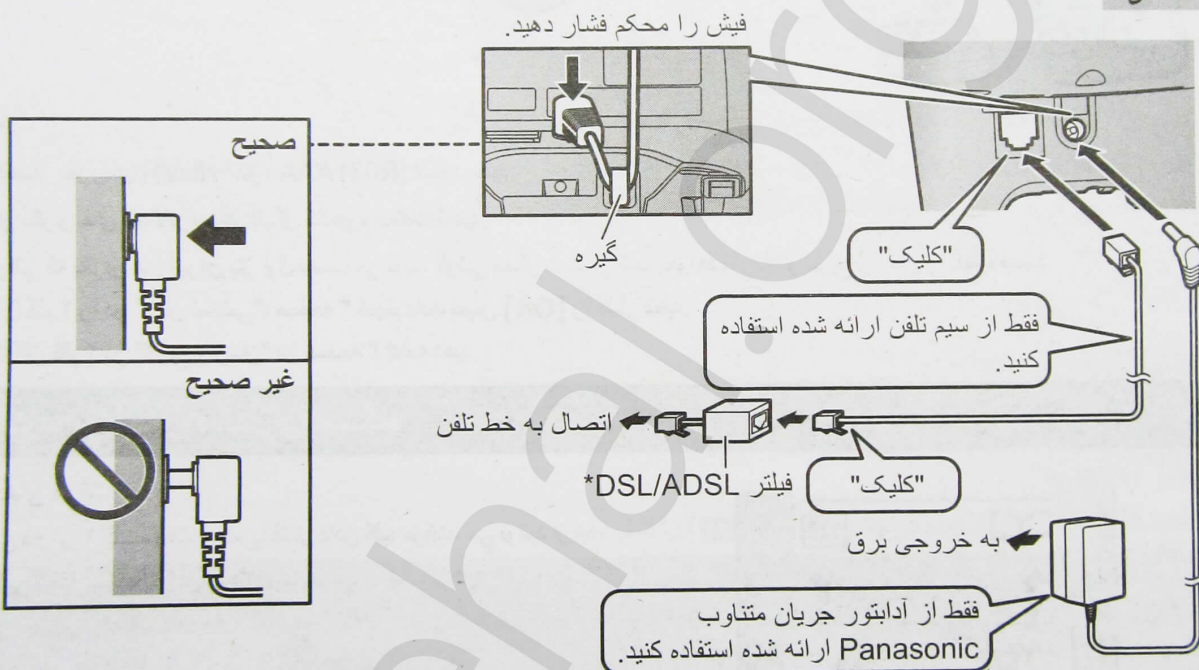 فیش را محکم فشار دهید.
صحیح
گیره
"کلیک"
فقط از سیم تلفن ارائه شده استفاده
کنید.
غیر صحیح
اتصال به خط تلفن
"کلیک"
فیلتر DSL/ADSL*
به خروجی برق
فقط از آدابتور جریان متناوب
Panasonic ارائه شده استفاده کنید.